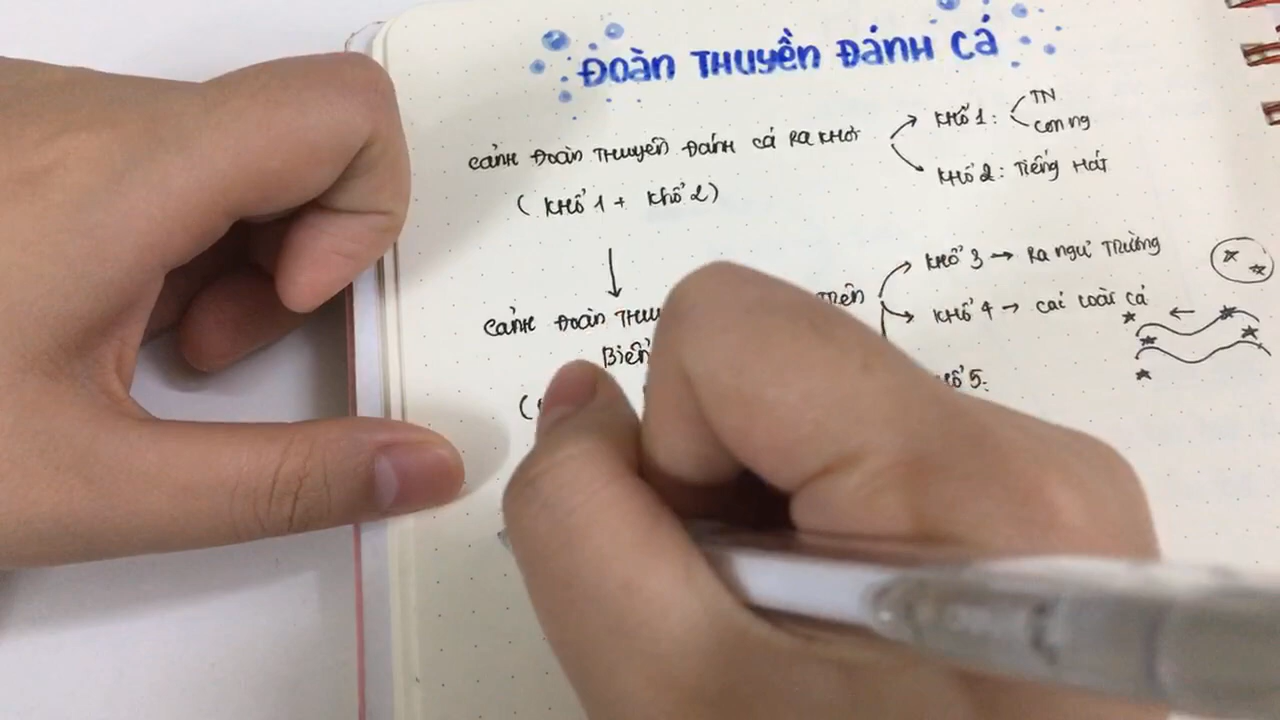 Đoàn Thuyền Đánh Cá
Cảnh Đoàn Thuyền Đánh cá Ra Khơi
Khổ 1: TN
con ng
(Khổ 1 + Khổ 2)
Khổ 2: Tiếng Hát
Cảnh Đoàn Trên
Biển
(
Khổ 3 → Ra ngư Trường
Khổ 4 → các loài cá
5: